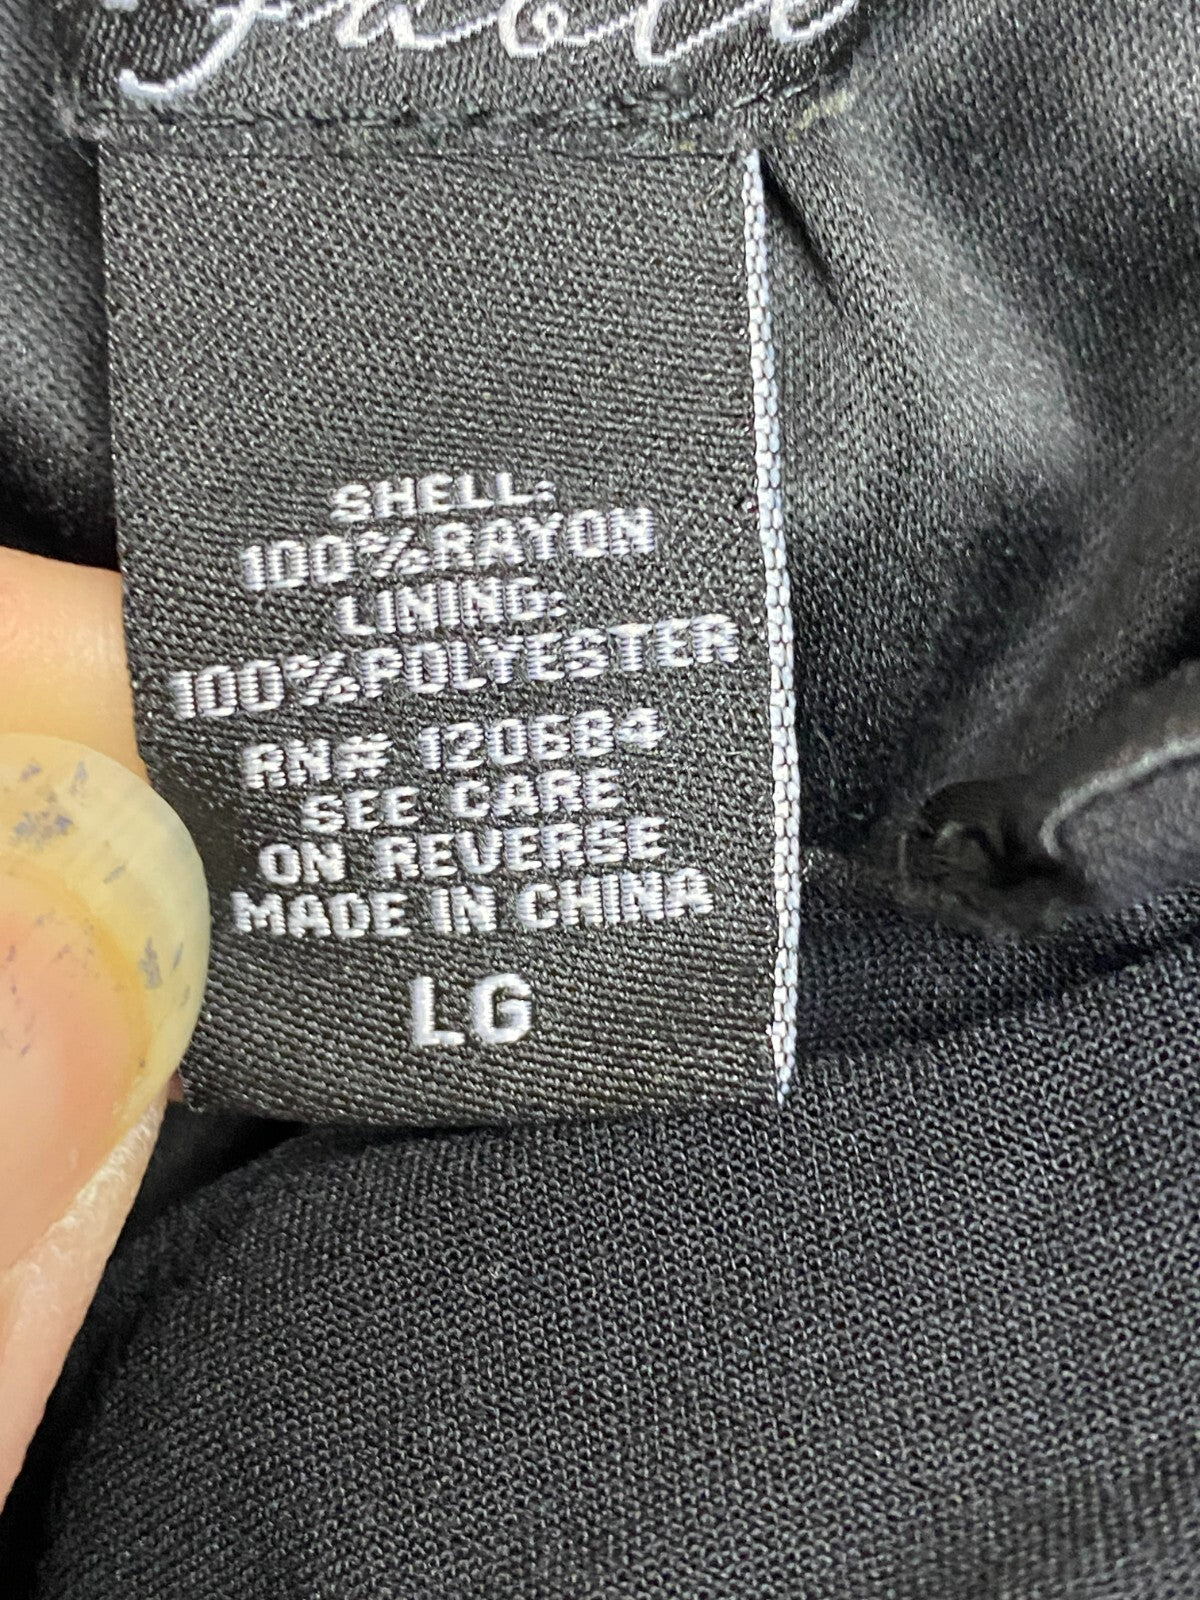 SHELL:
100%RAYON
LINING:
100%POLYESTER
RN# 120684
SEE CARE
ON REVERSE
MADE IN CHINA
LG